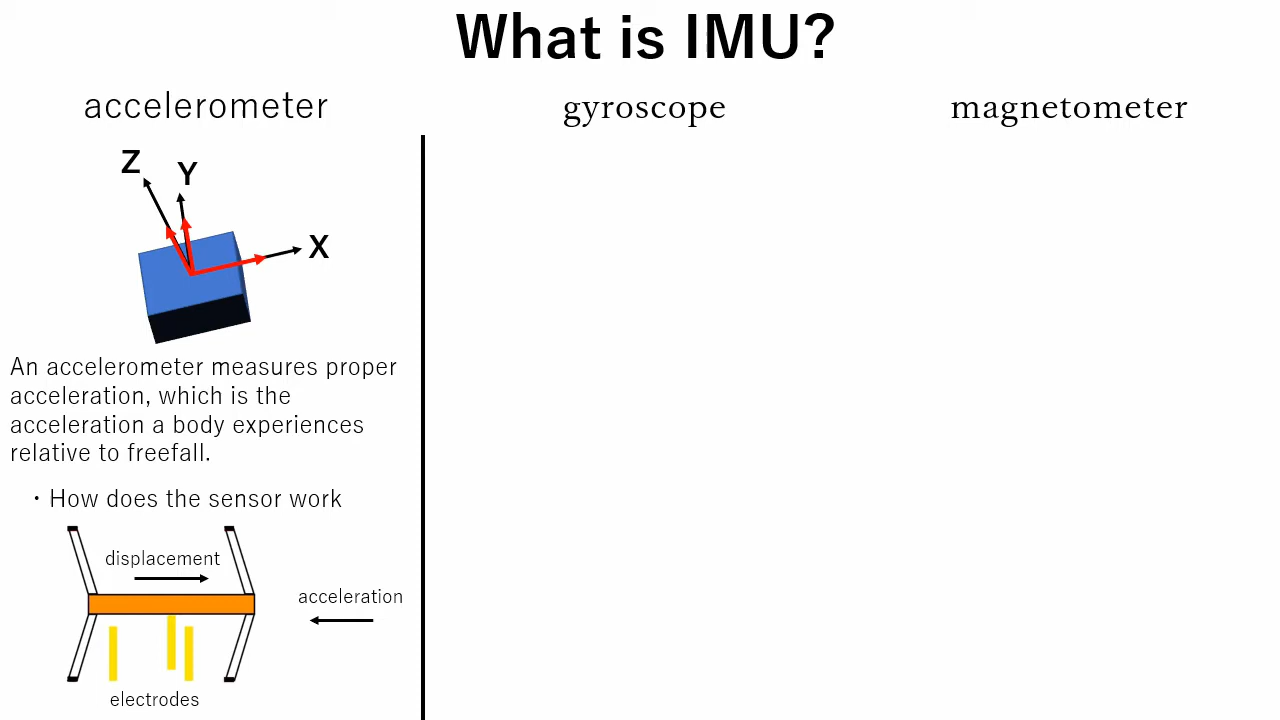 What is IMU?
accelerometer
gyroscope
magnetometer
Z
Y
X
An accelerometer measures proper
acceleration, which is the
acceleration a body experiences
relative to freefall.
・How does the sensor work
displacement
acceleration
electrodes